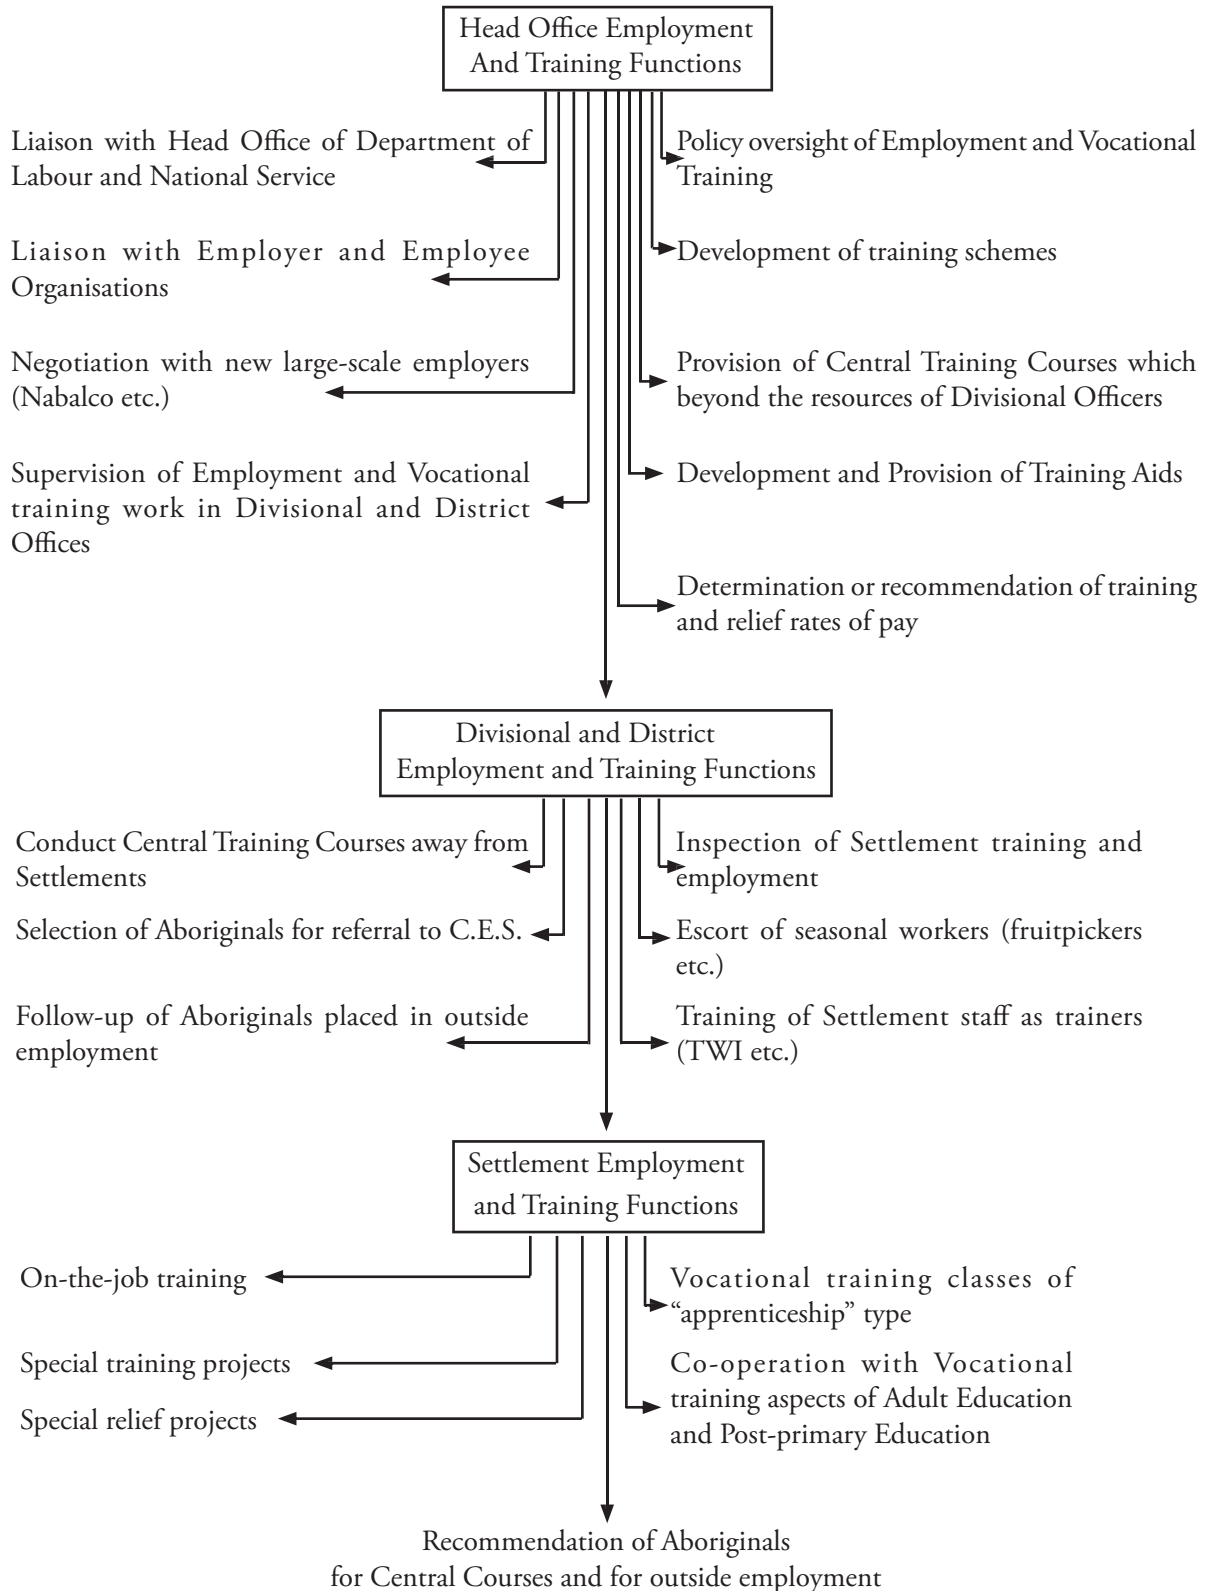 Head Office Employment
And Training Functions
Liaison with Head Office of Department of
Labour and National Service
Policy oversight of Employment and Vocational
Training
Liaison with Employer and Employee
Organisations
Development of training schemes
Negotiation with new large-scale employers
(Nabalco etc.)
Provision of Central Training Courses which
beyond the resources of Divisional Officers
Supervision of Employment and Vocational
training work in Divisional and District
Offices
Development and Provision of Training Aids
Determination or recommendation of training
and relief rates of pay
Divisional and District
Employment and Training Functions
Conduct Central Training Courses away from
Settlements
Inspection of Settlement training and
employment
Selection of Aboriginals for referral to C.E.S.
Escort of seasonal workers (fruitpickers
etc.)
Follow-up of Aboriginals placed in outside
employment
Training of Settlement staff as trainers
(TWI etc.)
Settlement Employment
and Training Functions
On-the-job training
Vocational training classes of
“apprenticeship” type
Special training projects
Co-operation with Vocational
training aspects of Adult Education
and Post-primary Education
Special relief projects
Recommendation of Aboriginals
for Central Courses and for outside employment